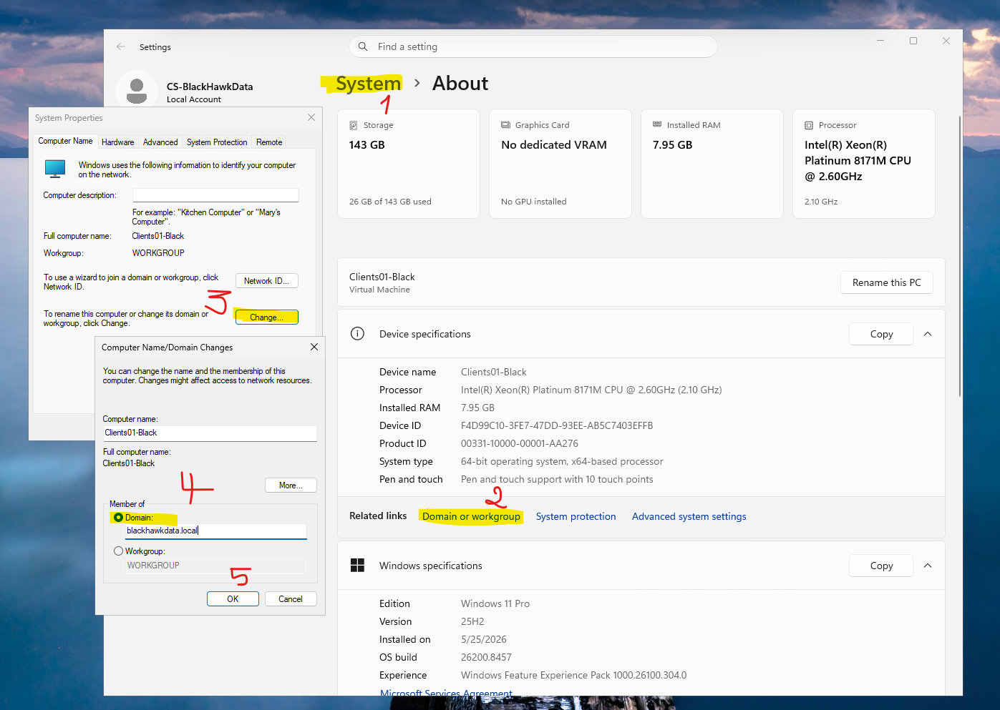 Settings
Find a setting
CS-BlackHawkData
Local Account
System > About
1
Storage
143 GB
26 GB of 143 GB used
Graphics Card
No dedicated VRAM
No GPU installed
Installed RAM
7.95 GB
Processor
Intel(R) Xeon(R)
Platinum 8171M CPU
@ 2.60GHz
2.10 GHz
Clients01-Black
Virtual Machine
Rename this PC
Device specifications
Copy
Device name Clients01-Black
Processor Intel(R) Xeon(R) Platinum 8171M CPU @ 2.60GHz (2.10 GHz)
Installed RAM 7.95 GB
Device ID F4D99C10-3FE7-47DD-93EE-AB5C7403EFFB
Product ID 00331-10000-00001-AA276
System type 64-bit operating system, x64-based processor
Pen and touch Pen and touch support with 10 touch points
2
Related links Domain or workgroup System protection Advanced system settings
Windows specifications
Copy
Edition Windows 11 Pro
Version 25H2
Installed on 5/25/2026
OS build 26200.8457
Experience Windows Feature Experience Pack 1000.26100.304.0
Microsoft Services Agreement
System Properties
Computer Name Hardware Advanced System Protection Remote
Windows uses the following information to identify your computer
on the network.
Computer description:
For example: "Kitchen Computer" or "Mary's
Computer".
Full computer name: Clients01-Black
Workgroup: WORKGROUP
To use a wizard to join a domain or workgroup, click
Network ID.
Network ID...
3
To rename this computer or change its domain or
workgroup, click Change.
Change...
Computer Name/Domain Changes
You can change the name and the membership of this
computer. Changes might affect access to network resources.
Computer name:
Clients01-Black
Full computer name:
Clients01-Black
More...
4
Member of
Domain:
blackhawkdata.local
Workgroup:
WORKGROUP
5
OK Cancel